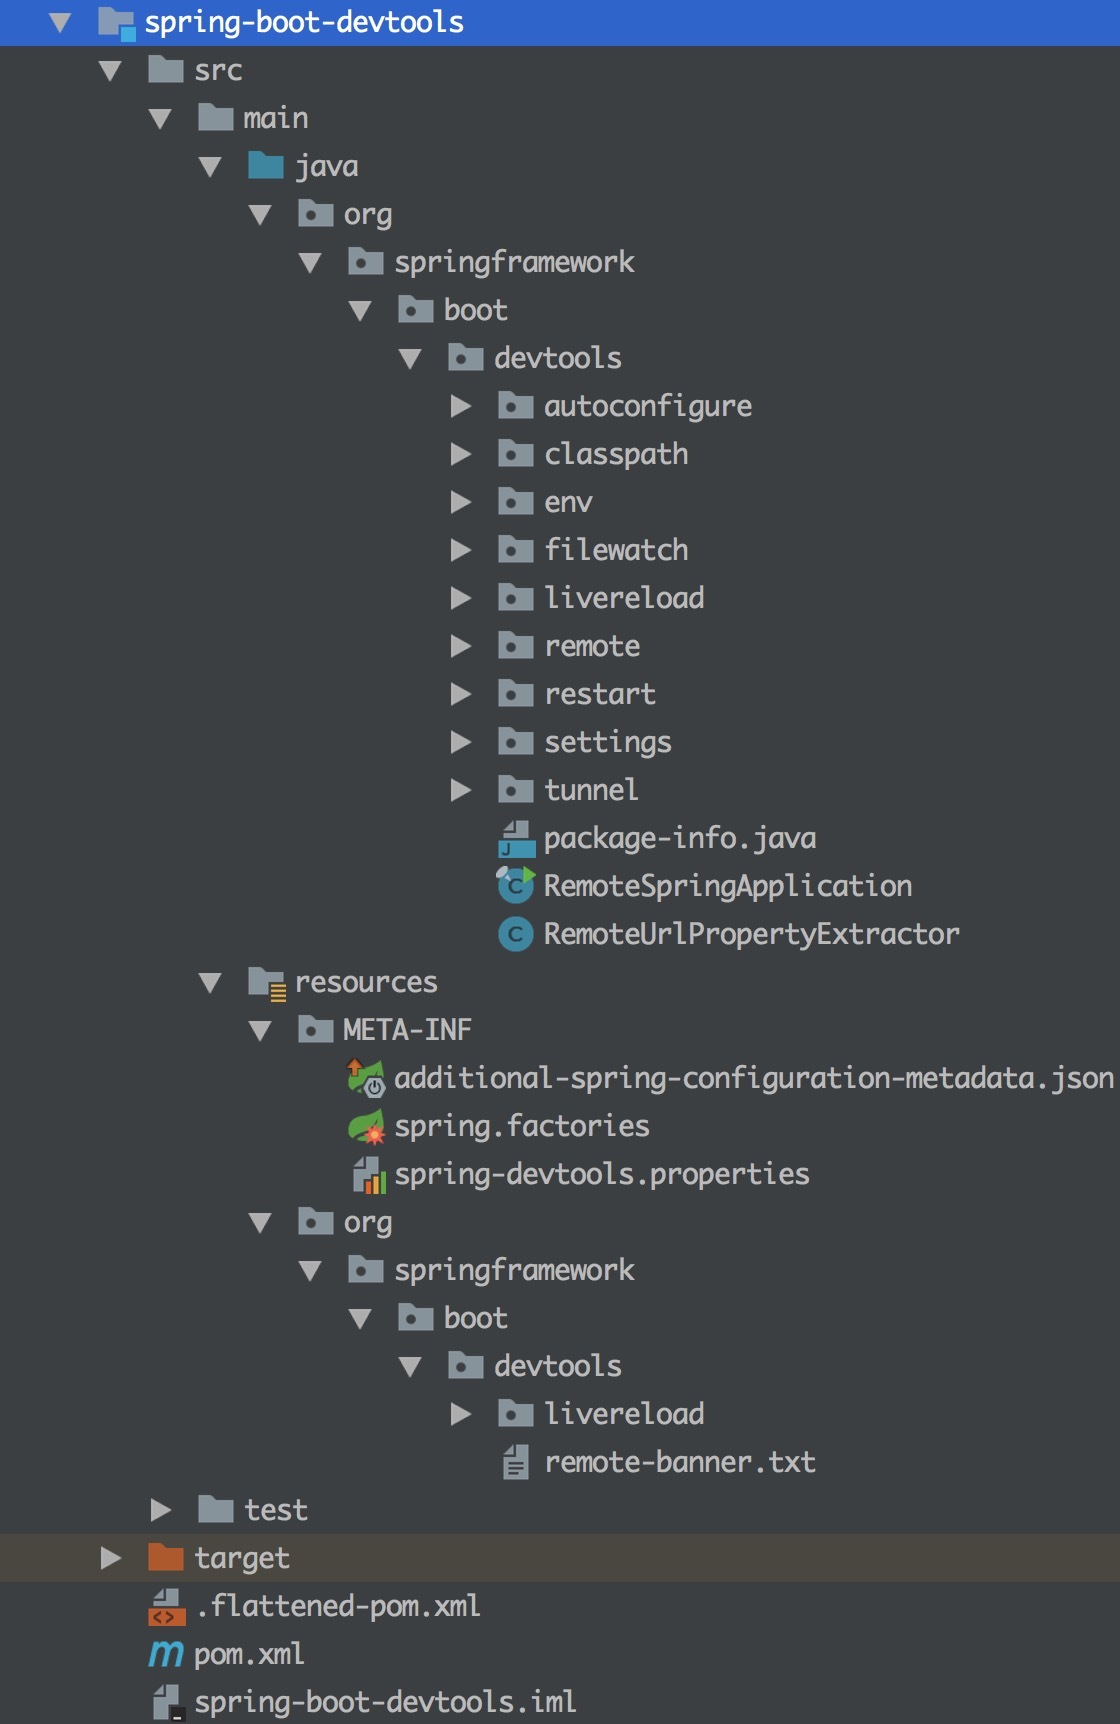 spring-boot-devtools
src
main
java
org
springframework
boot
devtools
autoconfigure
classpath
env
filewatch
livereload
remote
restart
settings
tunnel
package-info.java
RemoteSpringApplication
RemoteUrlPropertyExtractor
resources
META-INF
additional-spring-configuration-metadata.json
spring.factories
spring-devtools.properties
org
springframework
boot
devtools
livereload
remote-banner.txt
test
target
.flattened-pom.xml
pom.xml
spring-boot-devtools.iml